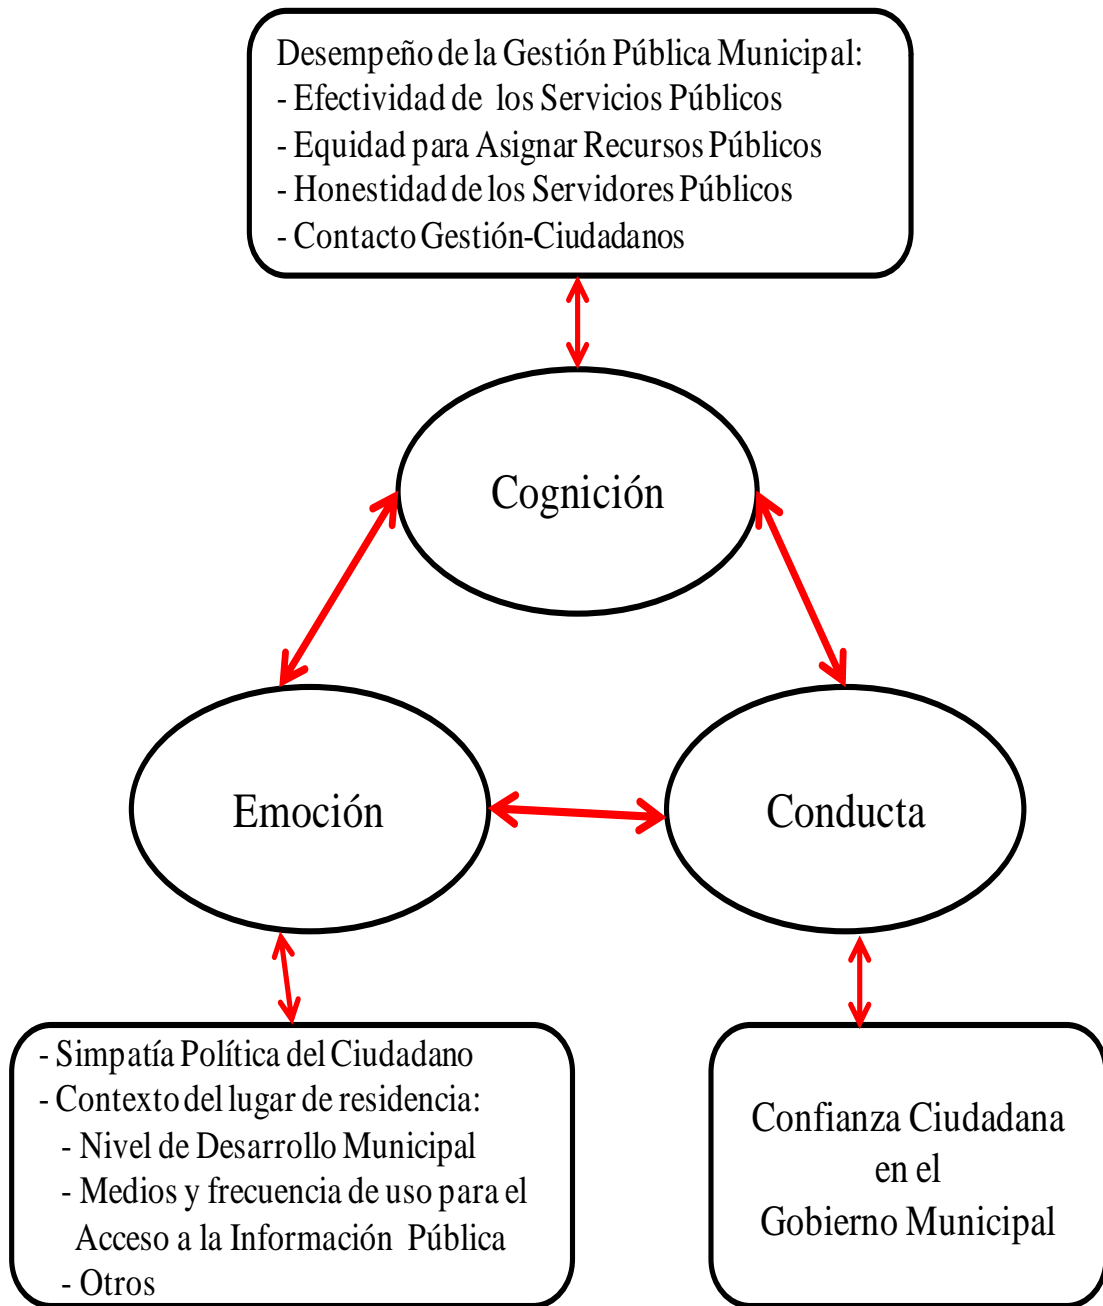 Desempeño de la Gestión Pública Municipal:
- Efectividad de los Servicios Públicos
- Equidad para Asignar Recursos Públicos
- Honestidad de los Servidores Públicos
- Contacto Gestión-Ciudadanos
Cognición
Emoción
Conducta
- Simpatía Política del Ciudadano
- Contexto del lugar de residencia:
- Nivel de Desarrollo Municipal
- Medios y frecuencia de uso para el
Acceso a la Información Pública
- Otros
Confianza Ciudadana
en el
Gobierno Municipal